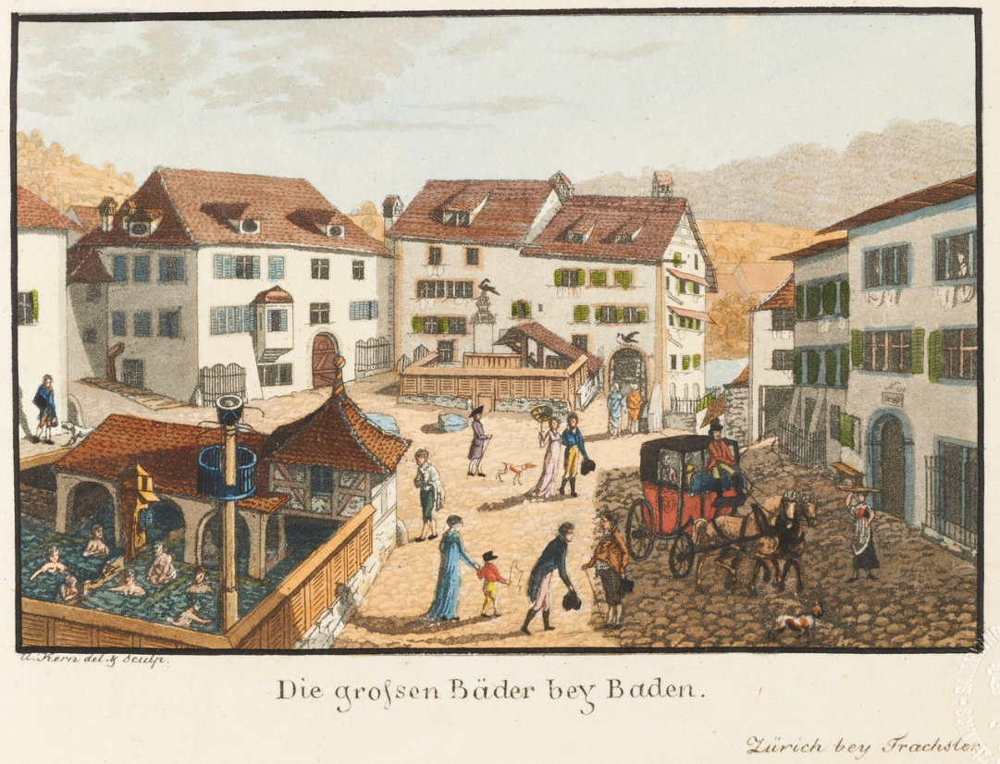 A. Kern del. & Sculp.
Die groſsen Bäder bey Baden.
Zürich bey Trachsler